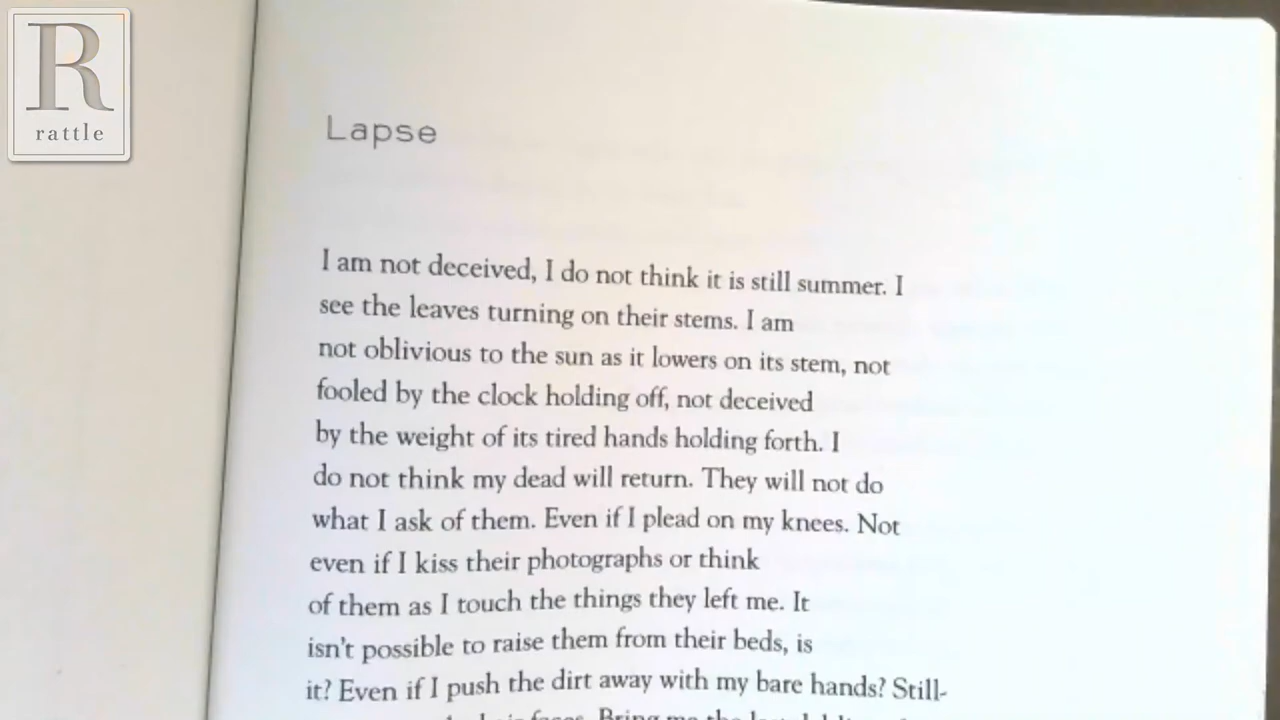 R
rattle
Lapse
I am not deceived, I do not think it is still summer. I
see the leaves turning on their stems. I am
not oblivious to the sun as it lowers on its stem, not
fooled by the clock holding off, not deceived
by the weight of its tired hands holding forth. I
do not think my dead will return. They will not do
what I ask of them. Even if I plead on my knees. Not
even if I kiss their photographs or think
of them as I touch the things they left me. It
isn't possible to raise them from their beds, is
it? Even if I push the dirt away with my bare hands? Still-
faces. Bring me the